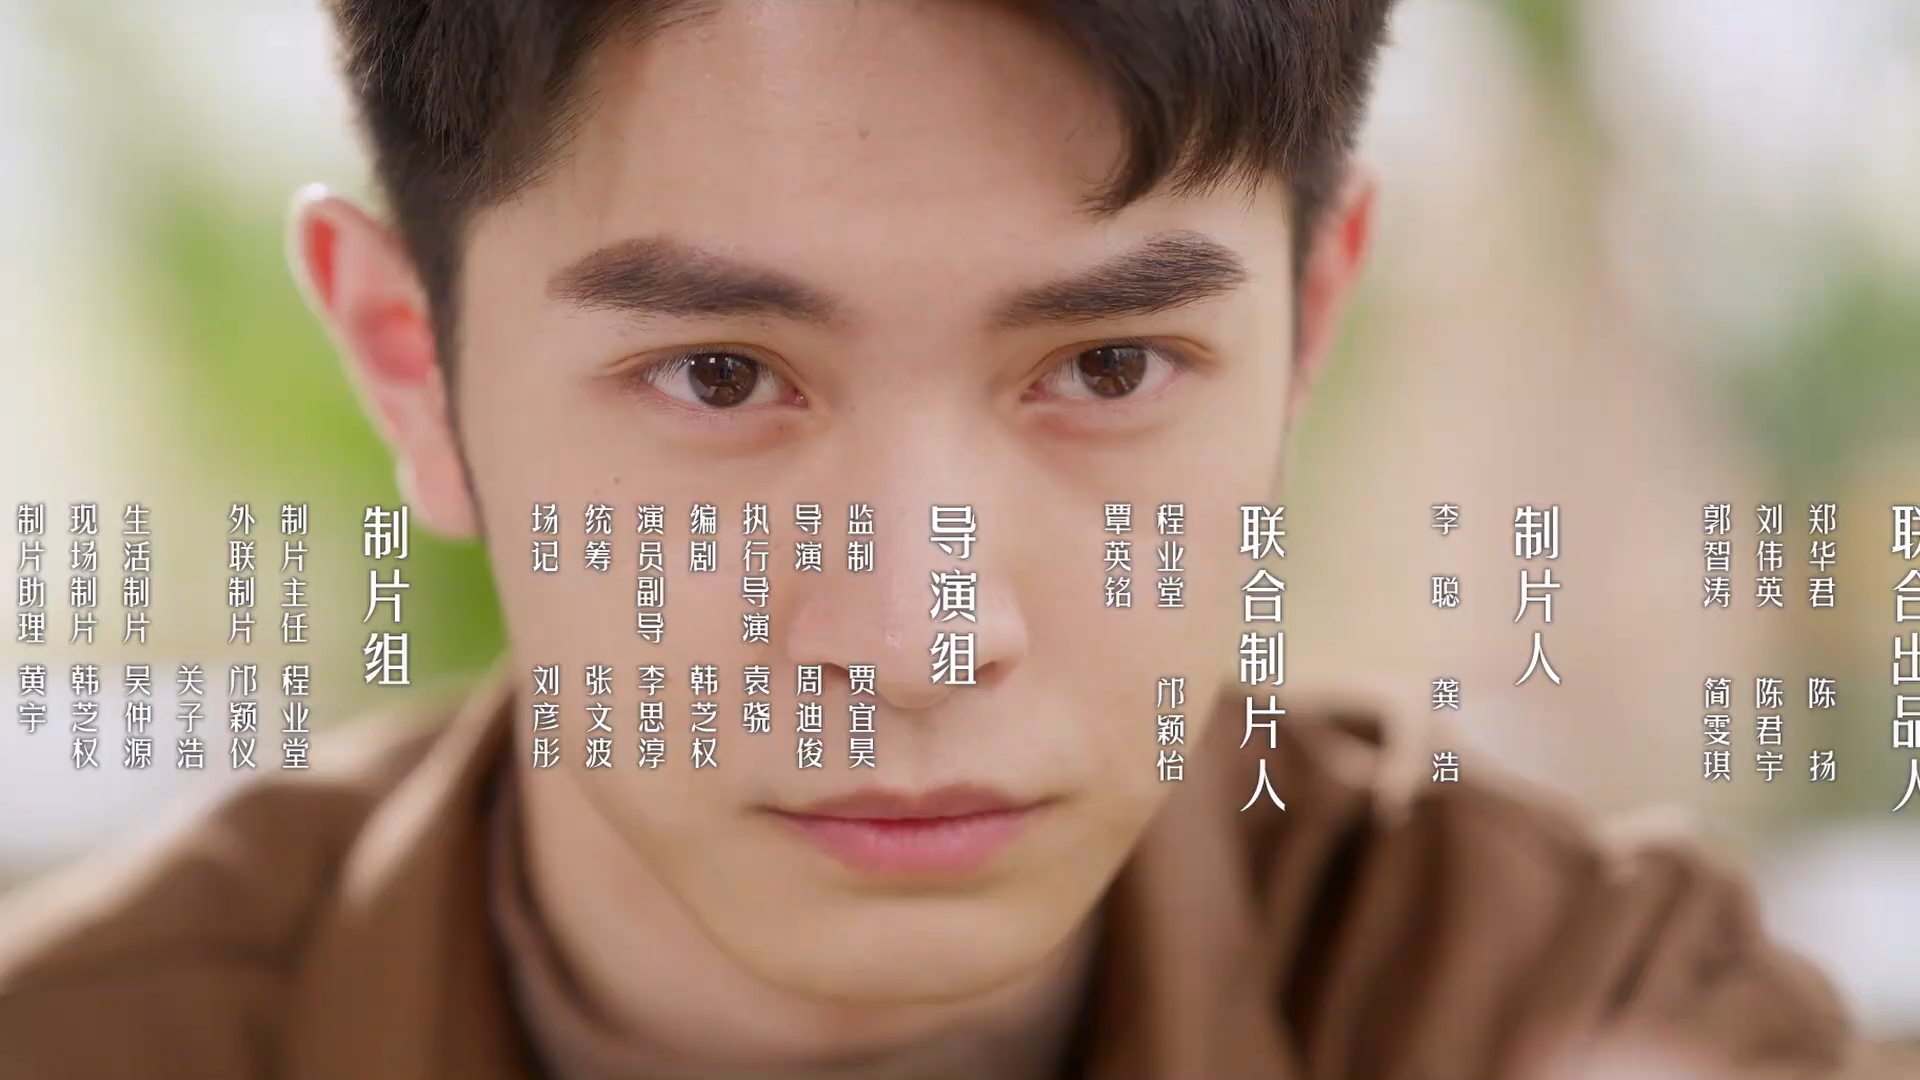 联合出品人
郑华君 陈扬
刘伟英 陈君宇
郭智涛 简雯琪
制片人
李聪 龚浩
联合制片人
程业堂 邝颖怡
覃英铭
导演组
监制 贾宜昊
导演 周迪俊
执行导演 袁骁
编剧 韩芝权
演员副导 李思淳
统筹 张文波
场记 刘彦彤
制片组
制片主任 程业堂
外联制片 邝颖仪
关子浩
生活制片 吴仲源
现场制片 韩芝权
制片助理 黄宇